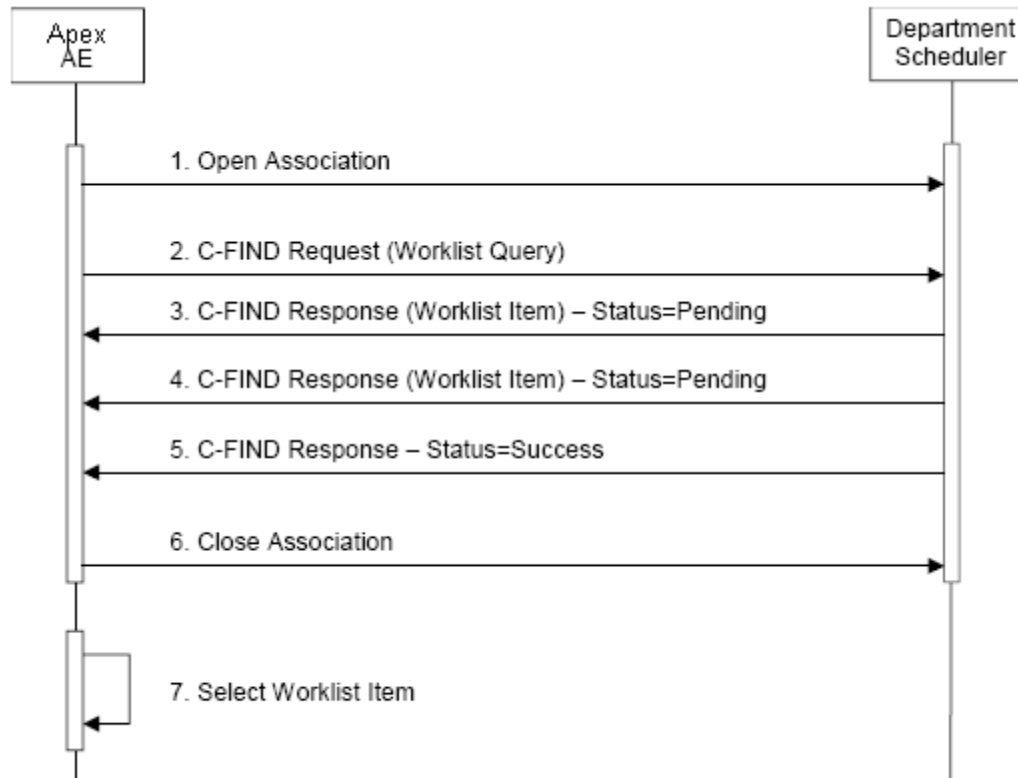 Apex
AE
Department
Scheduler
1. Open Association
2. C-FIND Request (Worklist Query)
3. C-FIND Response (Worklist Item) – Status=Pending
4. C-FIND Response (Worklist Item) – Status=Pending
5. C-FIND Response – Status=Success
6. Close Association
7. Select Worklist Item